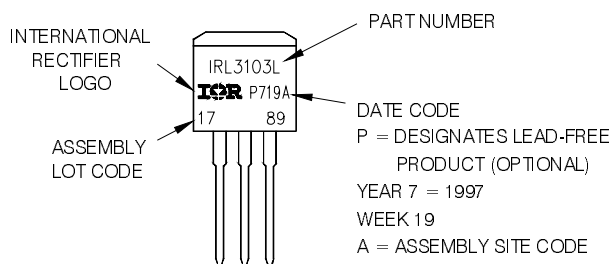 INTERNATIONAL
RECTIFIER
LOGO
ASSEMBLY
LOT CODE
IRL3103L
IOR P719A
17 89
PART NUMBER
DATE CODE
P = DESIGNATES LEAD-FREE
PRODUCT (OPTIONAL)
YEAR 7 = 1997
WEEK 19
A = ASSEMBLY SITE CODE